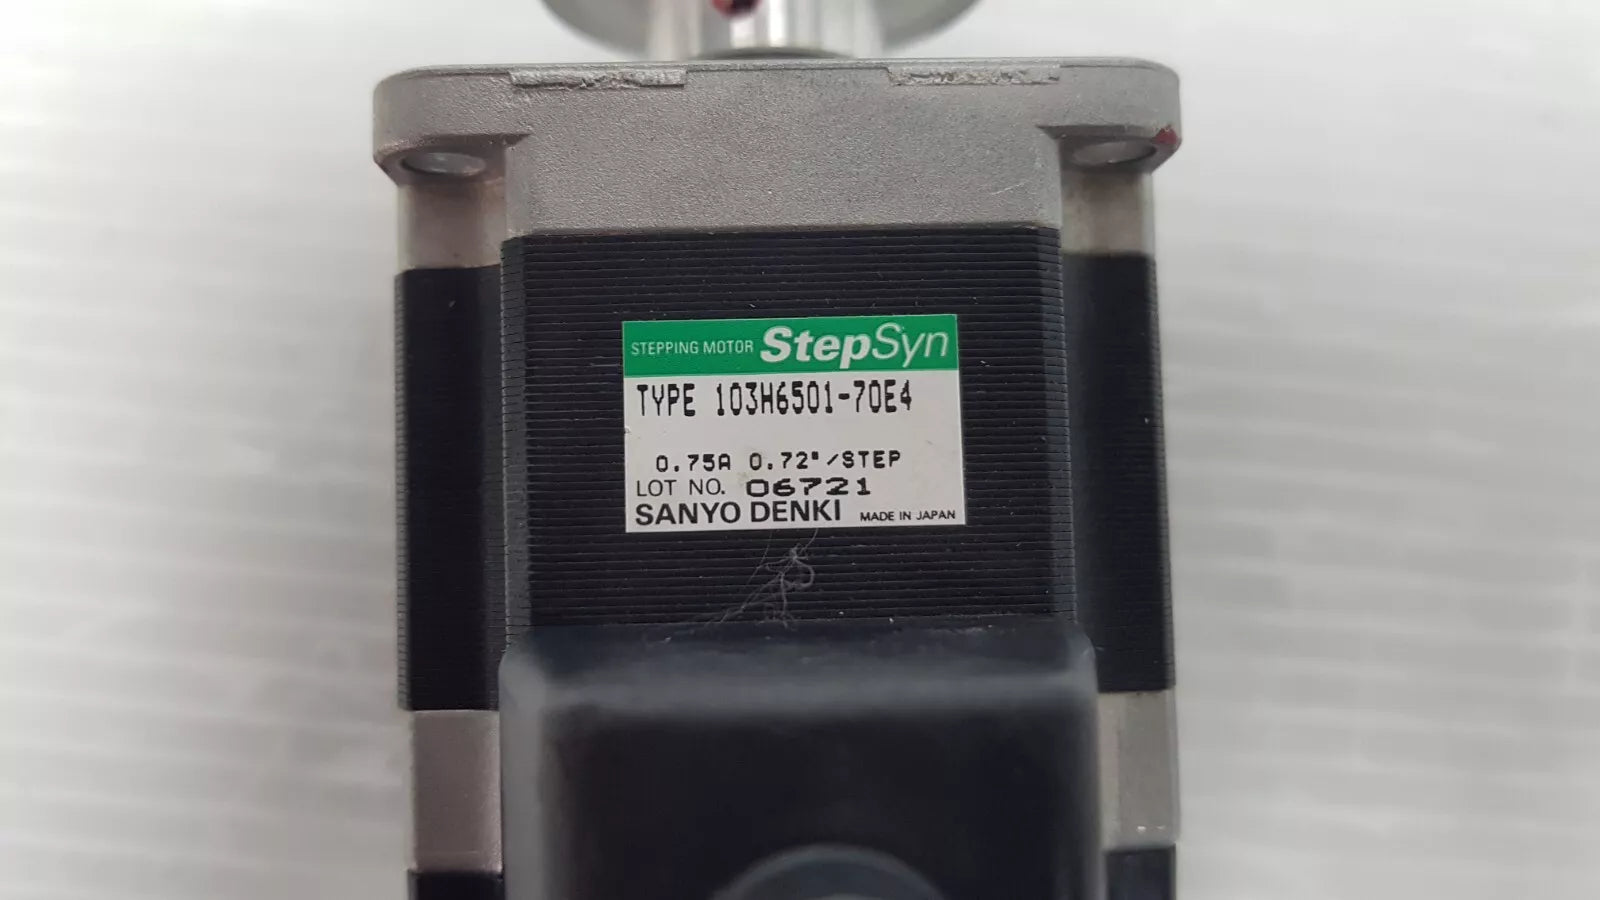 STEPPING MOTOR StepSyn
TYPE 103H6501-70E4
0.75A 0.72°/STEP
LOT NO. 06721
SANYO DENKI MADE IN JAPAN